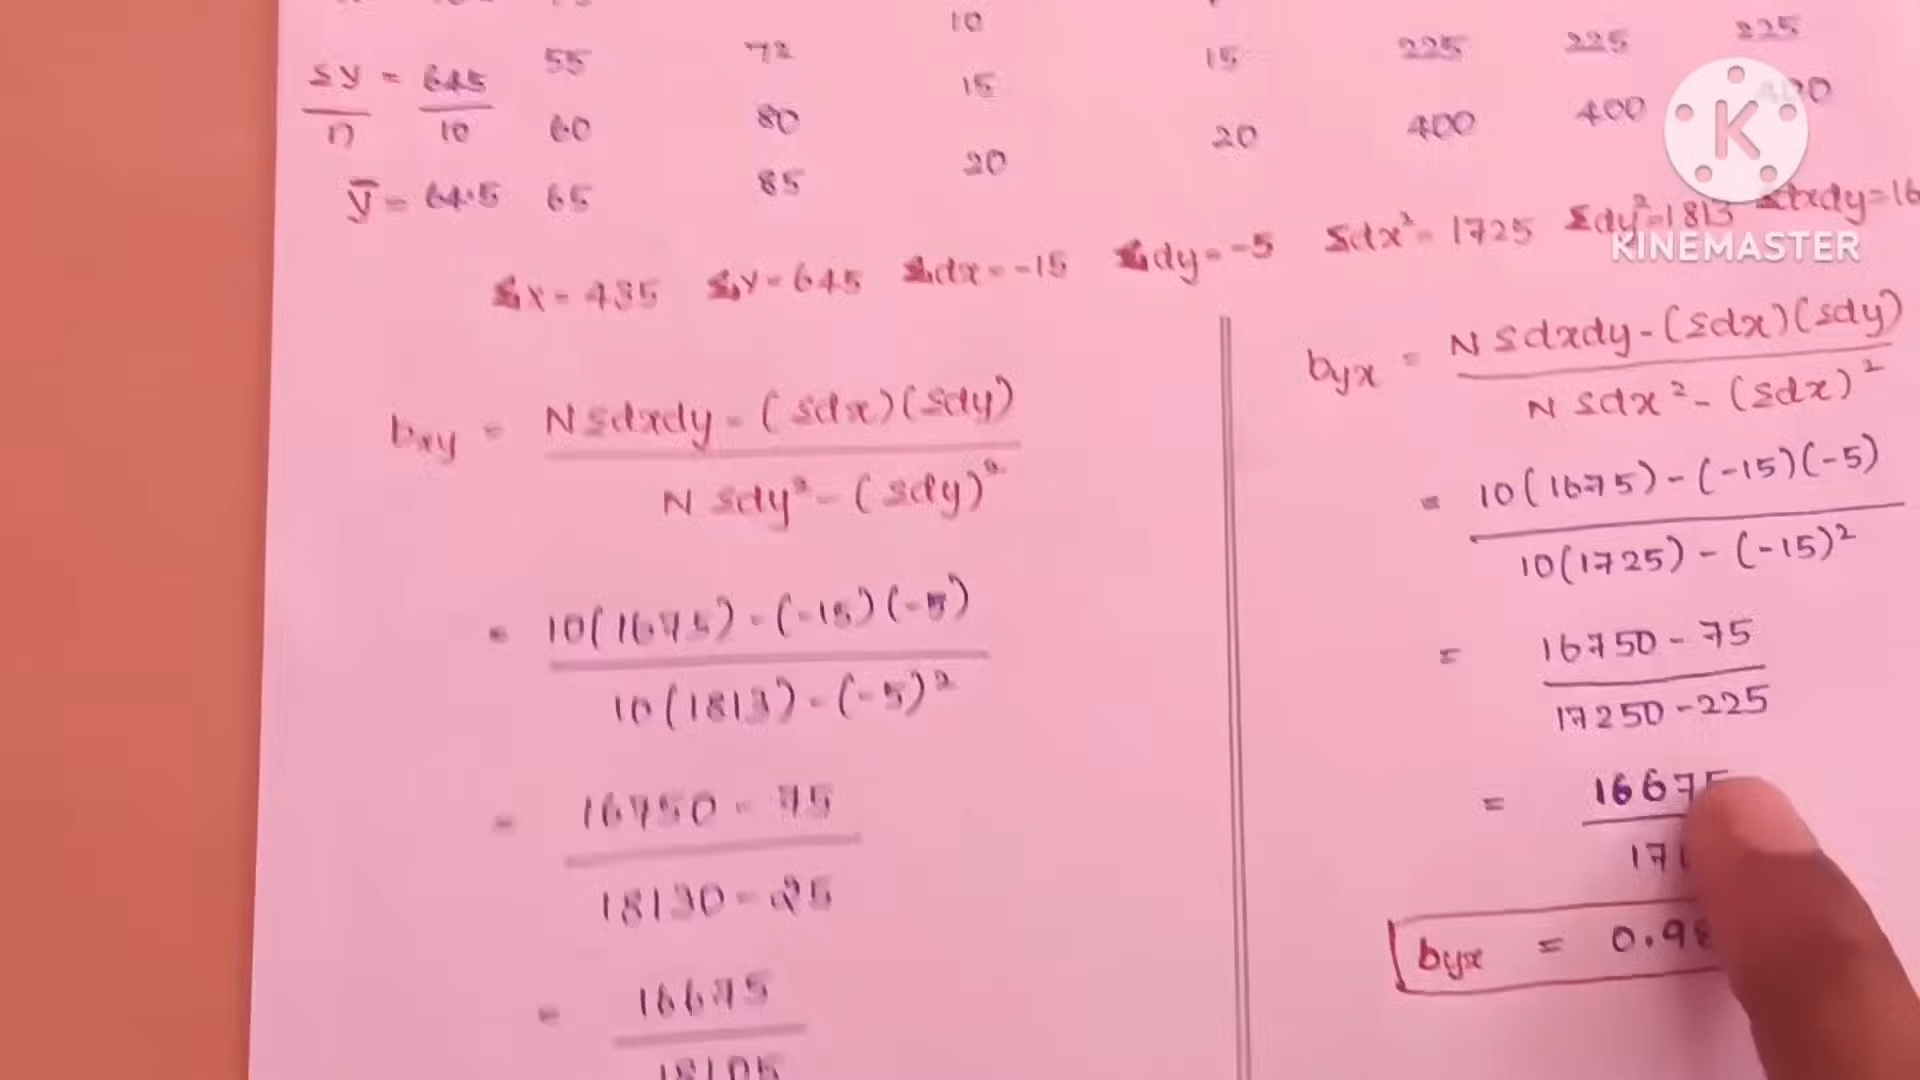 10
225 225 225
Σy = 645 55 72 15 15 400 400
n 10 60 80 20 20
ȳ = 64.5 65 85
K
KINEMASTER
Σx = 435 Σy = 645 Σdx = -15 Σdy = -5 Σdx² = 1725 Σdy² = 1813 Σdxdy = 16
bxy = NΣdxdy - (Σdx)(Σdy)
NΣdy² - (Σdy)²
= 10(1675) - (-15)(-5)
10(1813) - (-5)²
= 16750 - 75
18130 - 25
= 16675
18105
byx = NΣdxdy - (Σdx)(Σdy)
NΣdx² - (Σdx)²
= 10(1675) - (-15)(-5)
10(1725) - (-15)²
= 16750 - 75
17250 - 225
= 16675
byx = 0.9